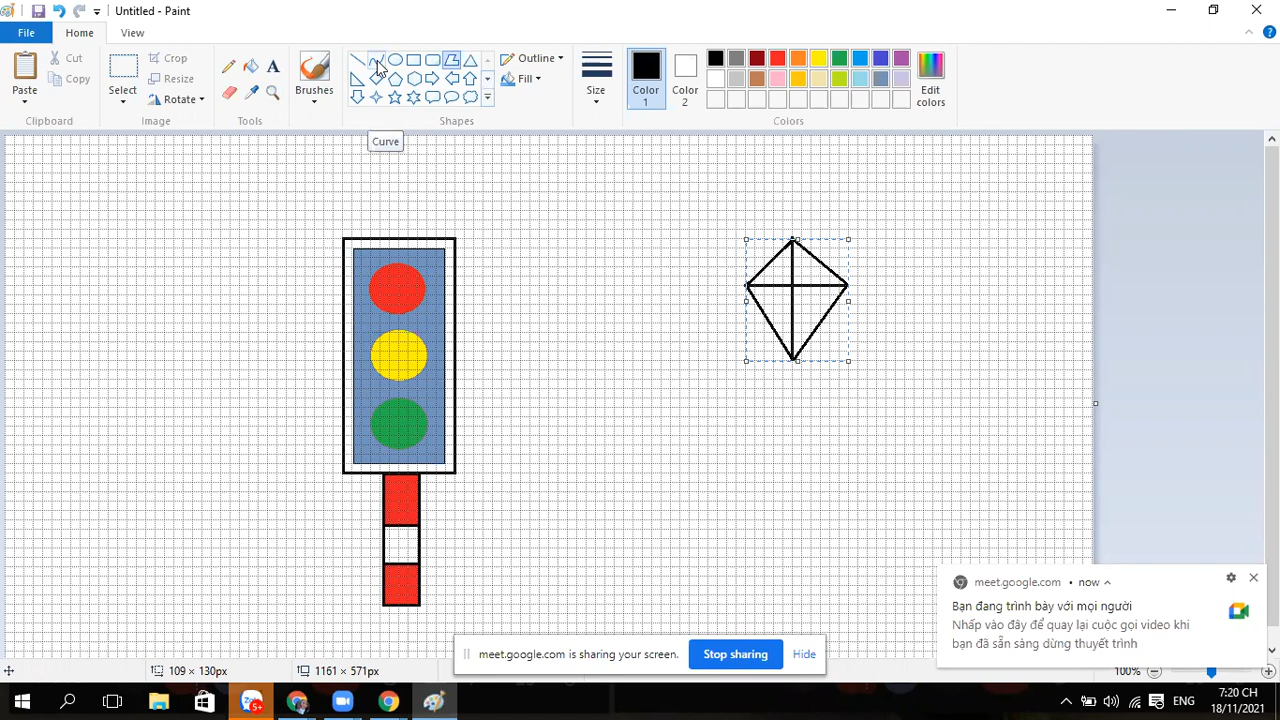 Untitled - Paint
File
Home
View
Paste
Cut
Copy
Clipboard
Select
Crop
Resize
Rotate
Image
A
Tools
Brushes
Shapes
Outline
Fill
Size
Color
1
Color
2
Edit
colors
Colors
Curve
meet.google.com • now
Bạn đang trình bày với mọi người
Nhấp vào đây để quay lại cuộc gọi video khi
bạn đã sẵn sàng dừng thuyết trình
meet.google.com is sharing your screen.
Stop sharing
Hide
109 × 130px
1161 × 571px
100%
5+
ENG
7:20 CH
18/11/2021